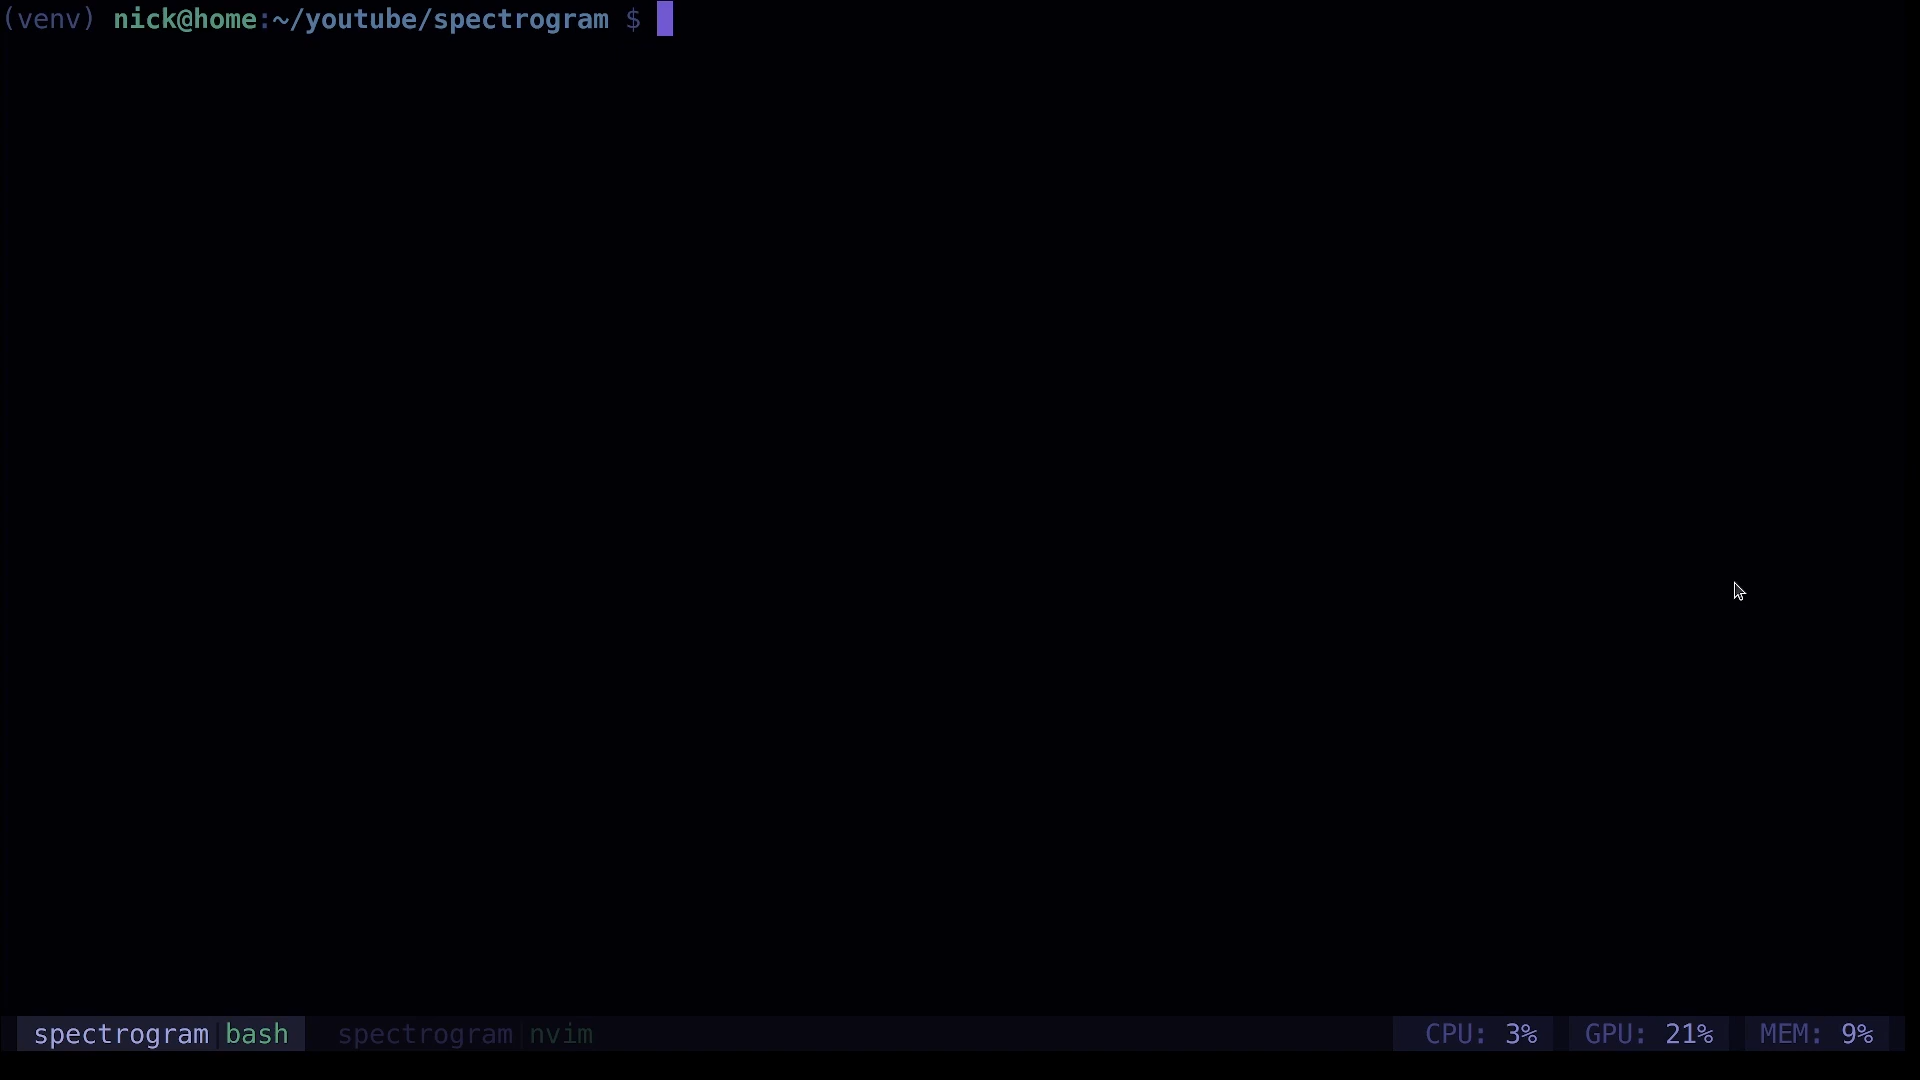 (venv) nick@home:~/youtube/spectrogram $
spectrogram bash spectrogram nvim CPU: 3% GPU: 21% MEM: 9%